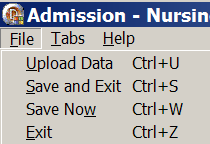 Admission - Nursin
File Tabs Help
Upload Data Ctrl+U
Save and Exit Ctrl+S
Save Now Ctrl+W
Exit Ctrl+Z